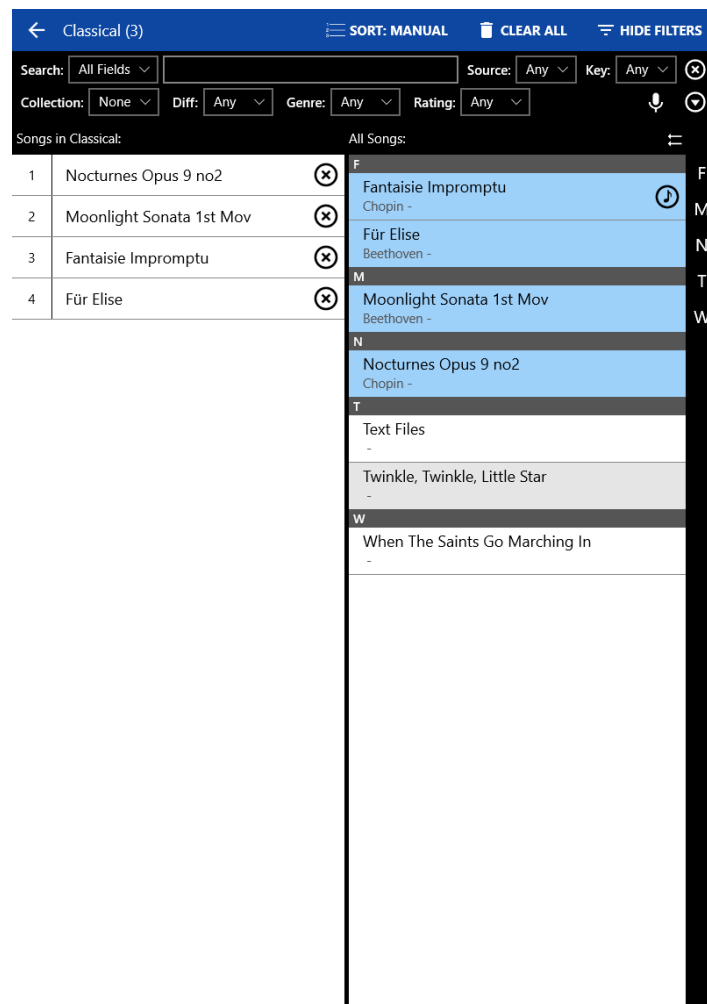 Classical (3) SORT: MANUAL CLEAR ALL HIDE FILTERS
Search: All Fields Source: Any Key: Any
Collection: None Diff: Any Genre: Any Rating: Any
Songs in Classical:
1 Nocturnes Opus 9 no2
2 Moonlight Sonata 1st Mov
3 Fantaisie Impromptu
4 Für Elise
All Songs:
F
Fantaisie Impromptu
Chopin -
Für Elise
Beethoven -
M
Moonlight Sonata 1st Mov
Beethoven -
N
Nocturnes Opus 9 no2
Chopin -
T
Text Files
-
Twinkle, Twinkle, Little Star
-
W
When The Saints Go Marching In
-
F
M
N
T
W